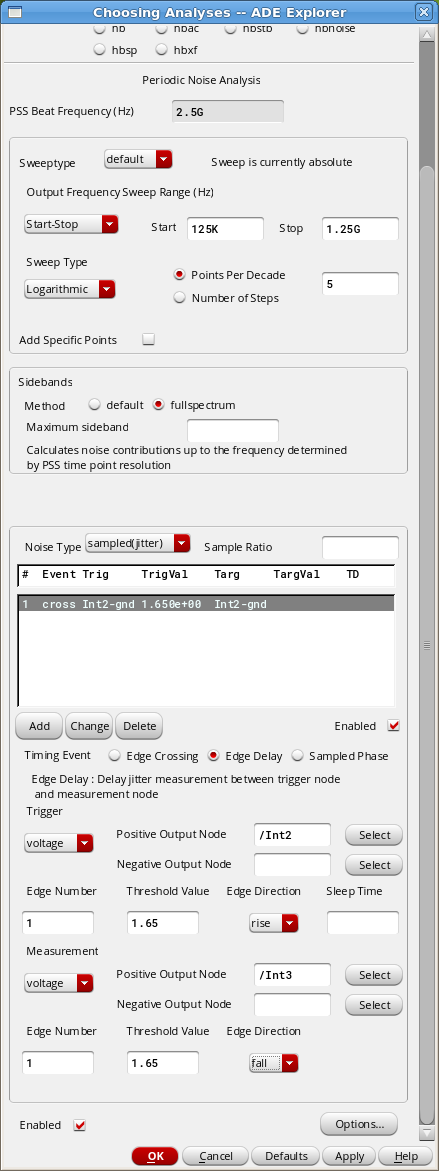 Choosing Analyses -- ADE Explorer
hb hbac hbstb hbnoise
hbsp hbxf
Periodic Noise Analysis
PSS Beat Frequency (Hz) 2.5G
Sweeptype default Sweep is currently absolute
Output Frequency Sweep Range (Hz)
Start-Stop Start 125K Stop 1.25G
Sweep Type
Logarithmic Points Per Decade 5
Number of Steps
Add Specific Points
Sidebands
Method default fullspectrum
Maximum sideband
Calculates noise contributions up to the frequency determined
by PSS time point resolution
Noise Type sampled(jitter) Sample Ratio
# Event Trig TrigVal Targ TargVal TD
1 cross Int2-gnd 1.650e+00 Int2-gnd
Add Change Delete Enabled
Timing Event Edge Crossing Edge Delay Sampled Phase
Edge Delay : Delay jitter measurement between trigger node
and measurement node
Trigger
voltage Positive Output Node /Int2 Select
Negative Output Node Select
Edge Number Threshold Value Edge Direction Sleep Time
1 1.65 rise
Measurement
voltage Positive Output Node /Int3 Select
Negative Output Node Select
Edge Number Threshold Value Edge Direction
1 1.65 fall
Enabled Options...
OK Cancel Defaults Apply Help